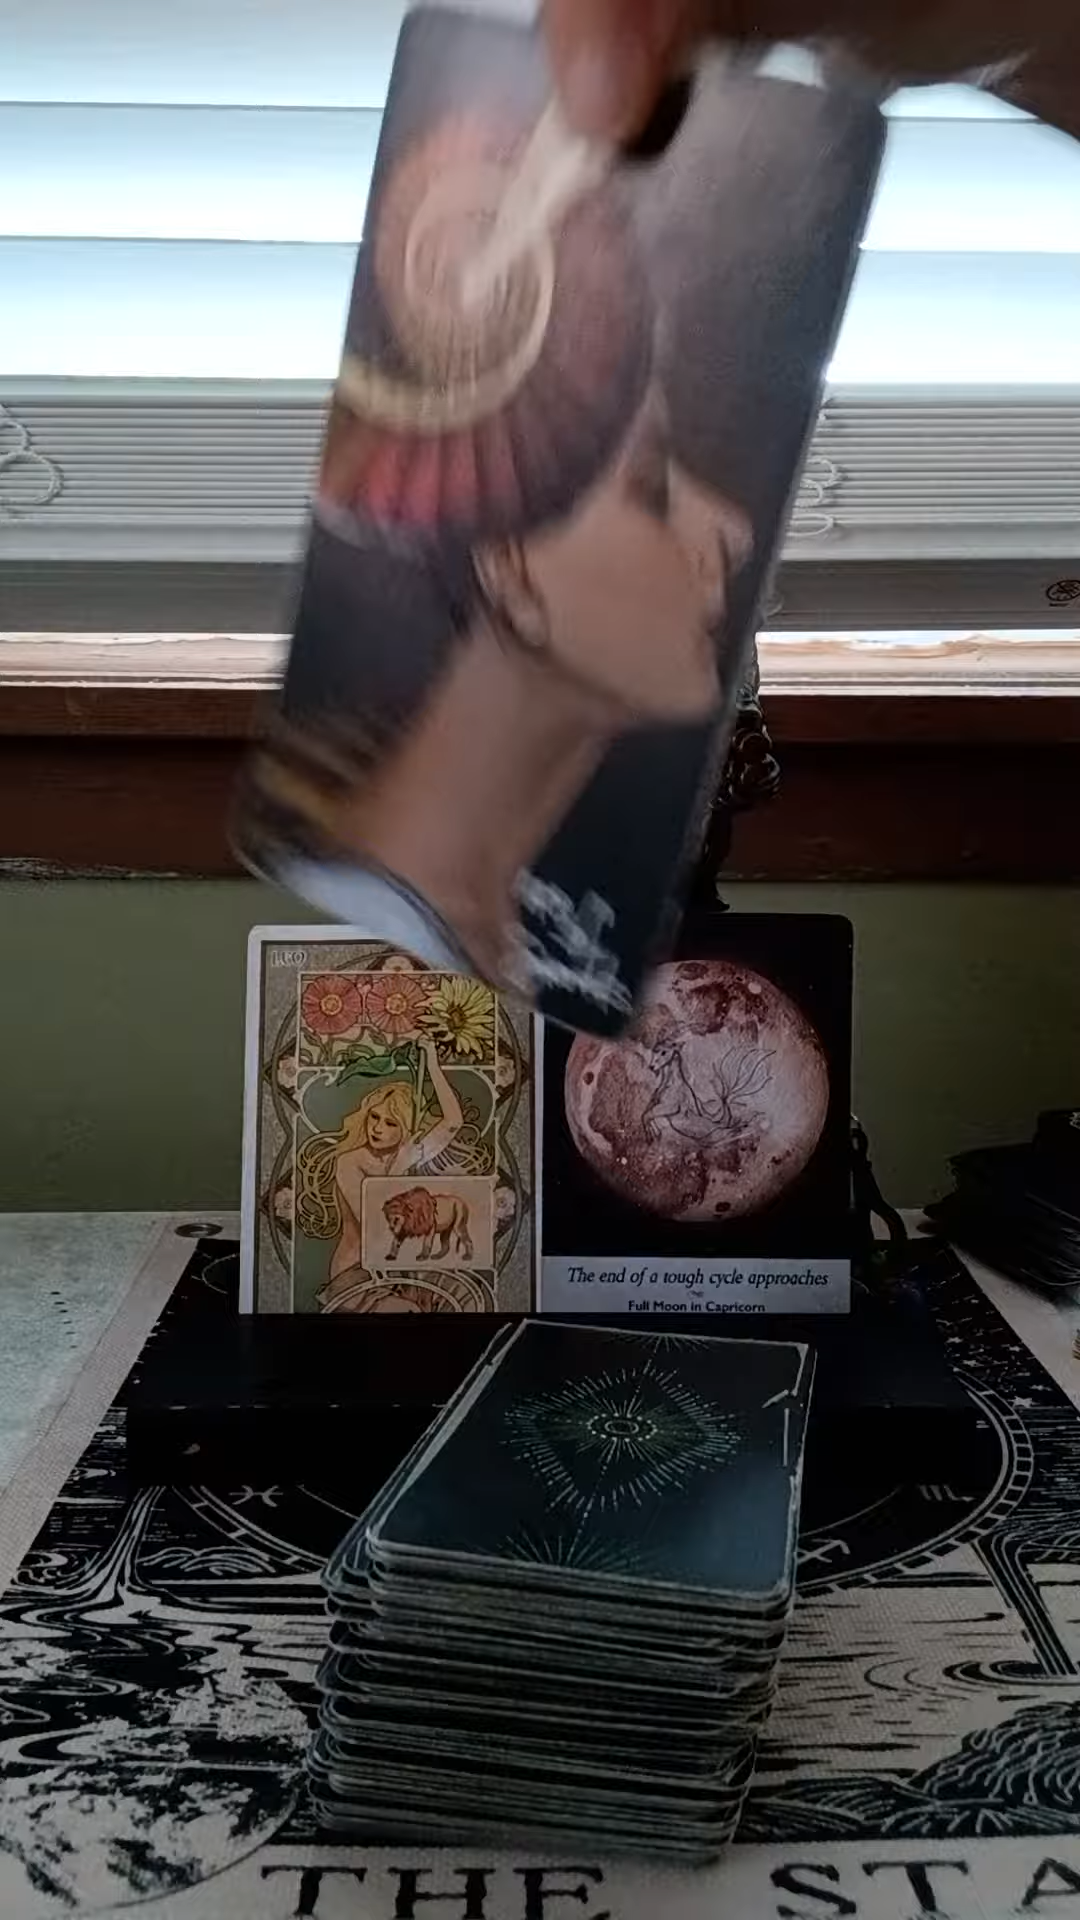 LEO
The end of a tough cycle approaches
Full Moon in Capricorn
THE STA